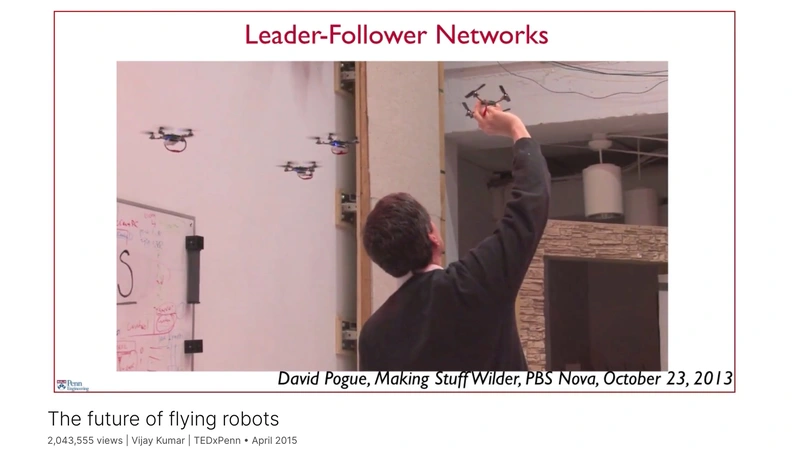 Leader-Follower Networks
S
Penn
Engineering
David Pogue, Making Stuff Wilder, PBS Nova, October 23, 2013
The future of flying robots
2,043,555 views | Vijay Kumar | TEDxPenn • April 2015